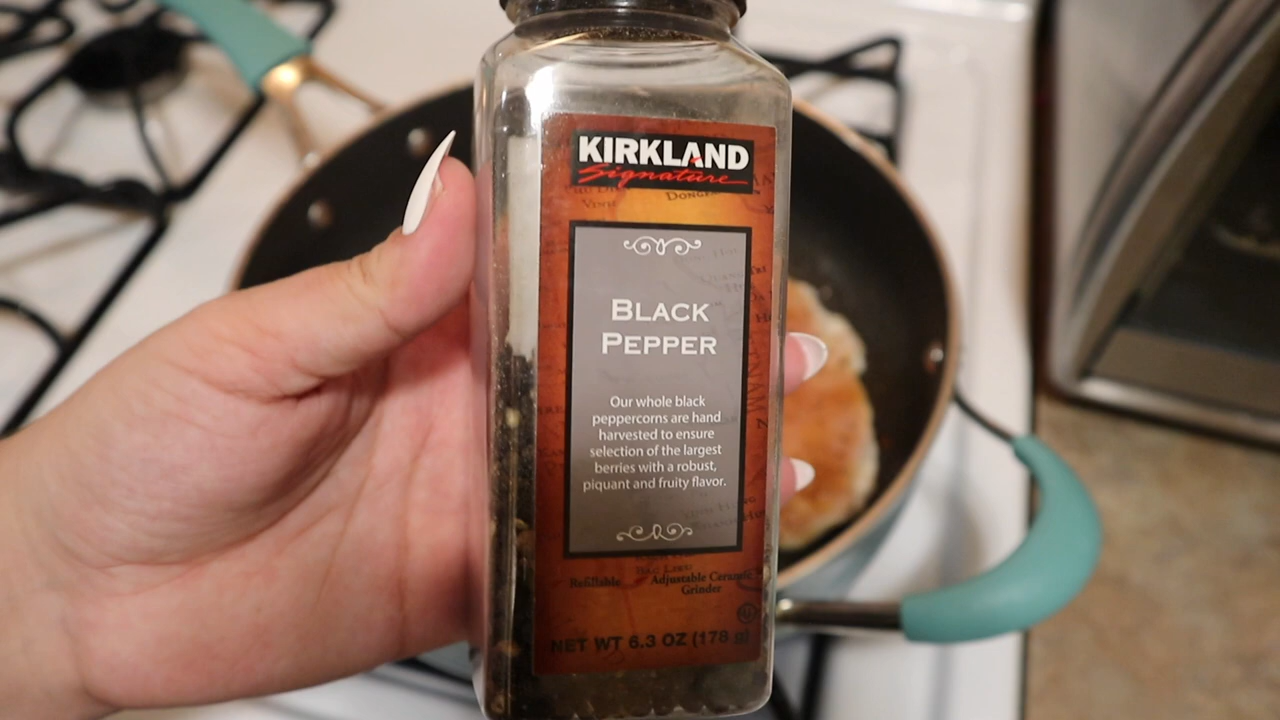 KIRKLAND
Signature
BLACK
PEPPER
Our whole black
peppercorns are hand
harvested to ensure
selection of the largest
berries with a robust,
piquant and fruity flavor.
Refillable
Adjustable Ceramic
Grinder
NET WT 6.3 OZ (178 g)